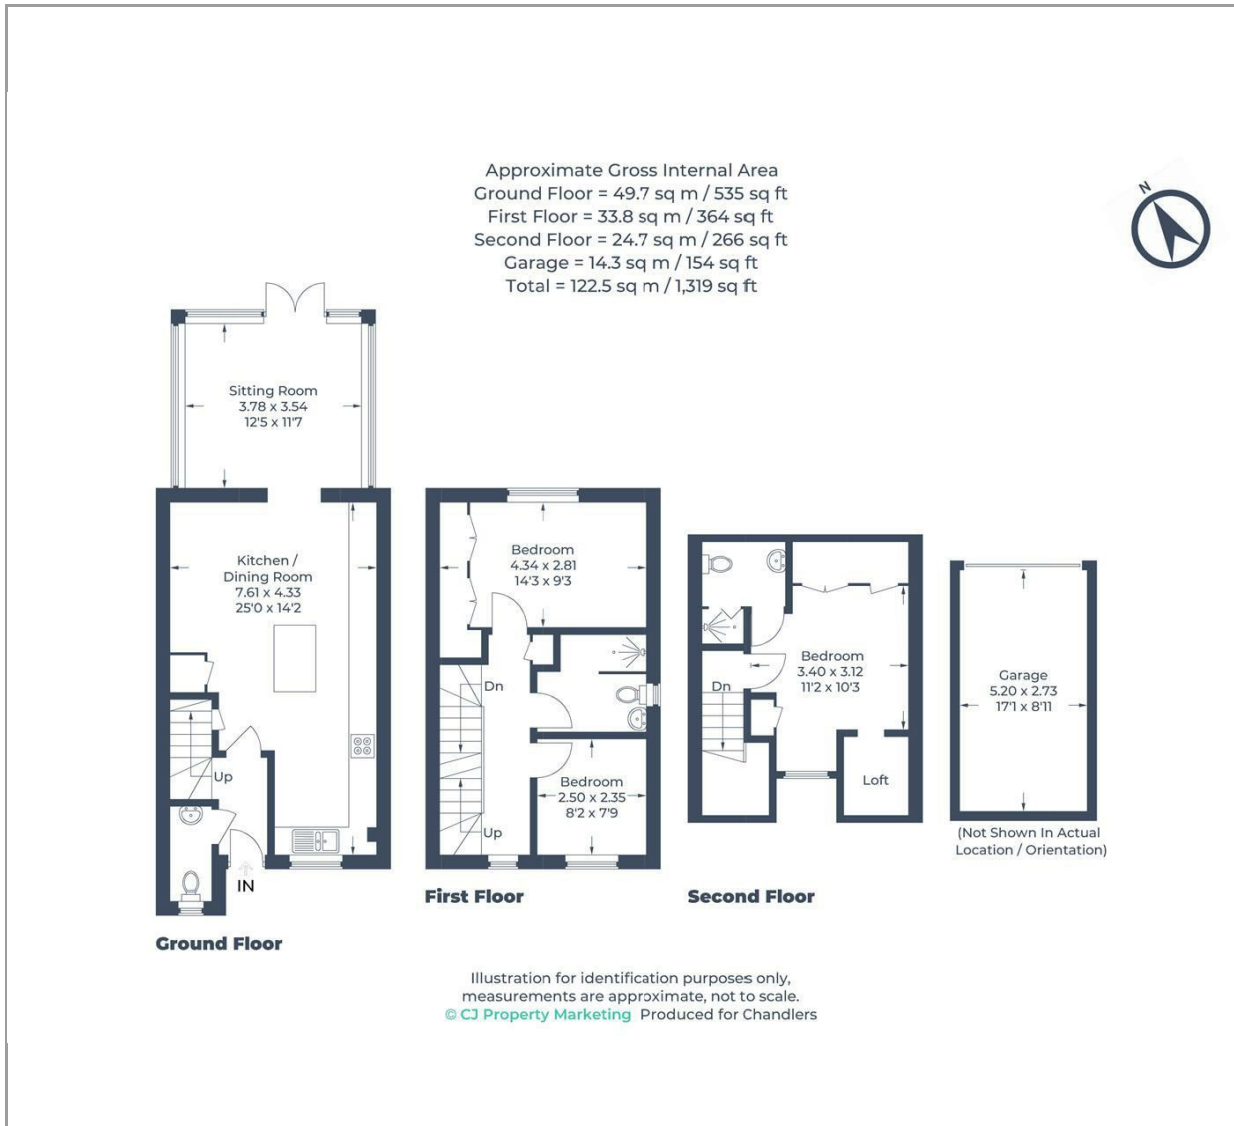 Approximate Gross Internal Area
Ground Floor = 49.7 sq m / 535 sq ft
First Floor = 33.8 sq m / 364 sq ft
Second Floor = 24.7 sq m / 266 sq ft
Garage = 14.3 sq m / 154 sq ft
Total = 122.5 sq m / 1,319 sq ft
N
Sitting Room
3.78 x 3.54
12'5 x 11'7
Kitchen /
Dining Room
7.61 x 4.33
25'0 x 14'2
Up
IN
Ground Floor
Bedroom
4.34 x 2.81
14'3 x 9'3
Dn
Bedroom
2.50 x 2.35
8'2 x 7'9
Up
First Floor
Bedroom
3.40 x 3.12
11'2 x 10'3
Dn
Loft
Second Floor
Garage
5.20 x 2.73
17'1 x 8'11
(Not Shown In Actual
Location / Orientation)
Illustration for identification purposes only,
measurements are approximate, not to scale.
© CJ Property Marketing Produced for Chandlers